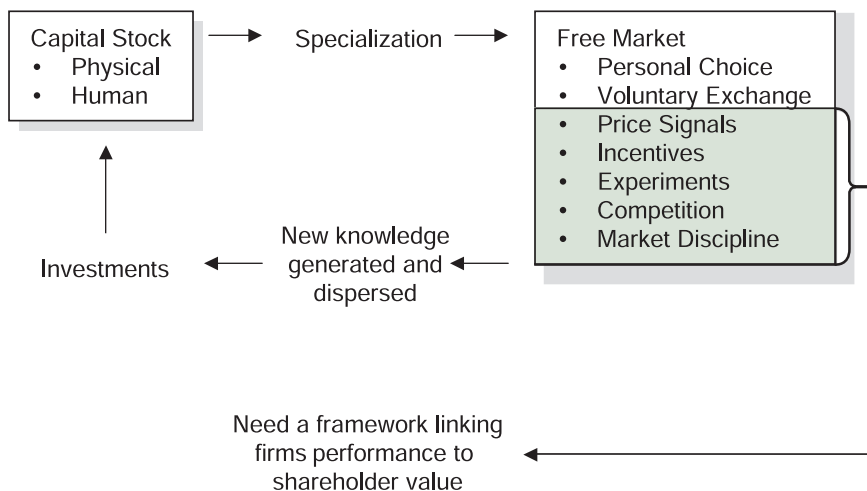 Capital Stock
• Physical
• Human
Specialization
Free Market
• Personal Choice
• Voluntary Exchange
• Price Signals
• Incentives
• Experiments
• Competition
• Market Discipline
New knowledge
generated and
dispersed
Investments
Need a framework linking
firms performance to
shareholder value